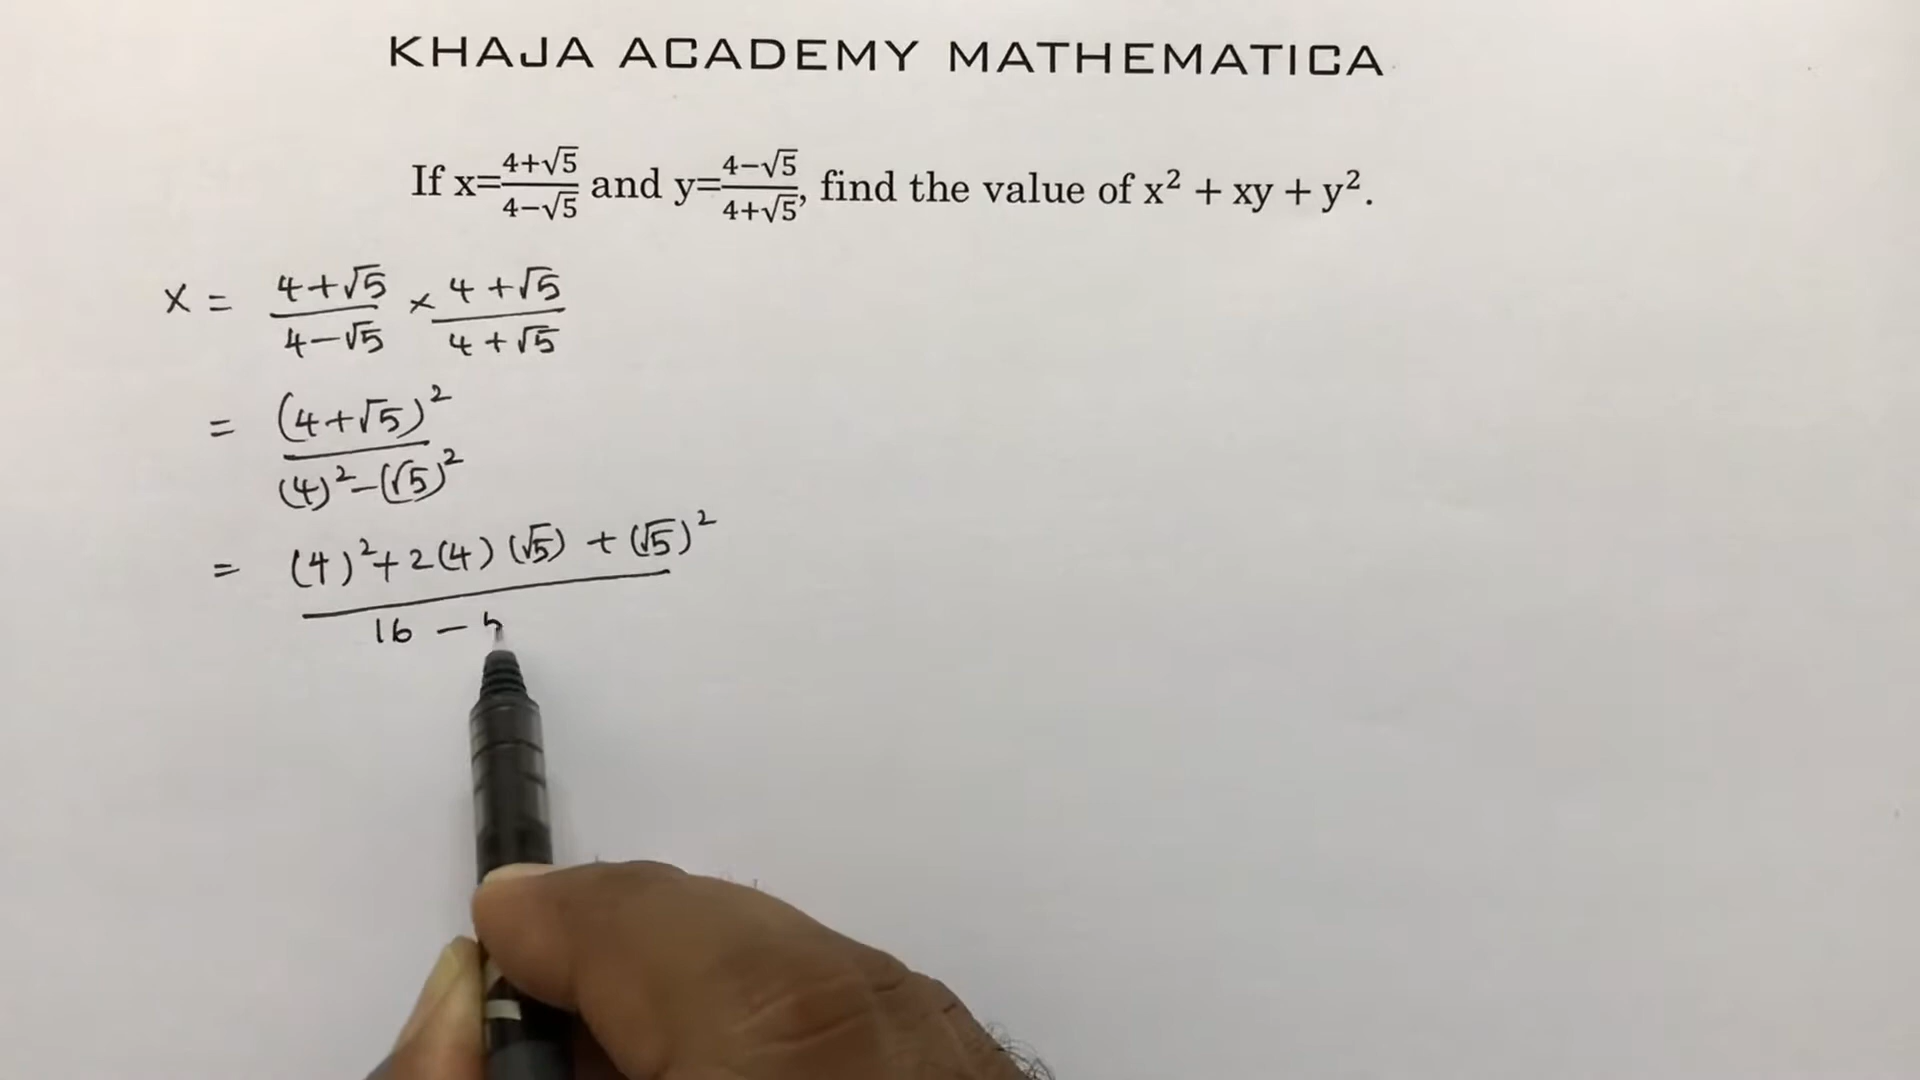 KHAJA ACADEMY MATHEMATICA
If x=4+√5/4−√5 and y=4−√5/4+√5, find the value of x² + xy + y².
x = 4+√5/4−√5 × 4+√5/4+√5
= (4+√5)²/(4)²−(√5)²
= (4)²+2(4)(√5)+(√5)²/16 −